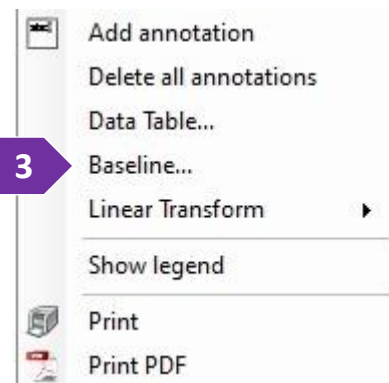 Add annotation
Delete all annotations
Data Table...
3 Baseline...
Linear Transform
Show legend
Print
Print PDF